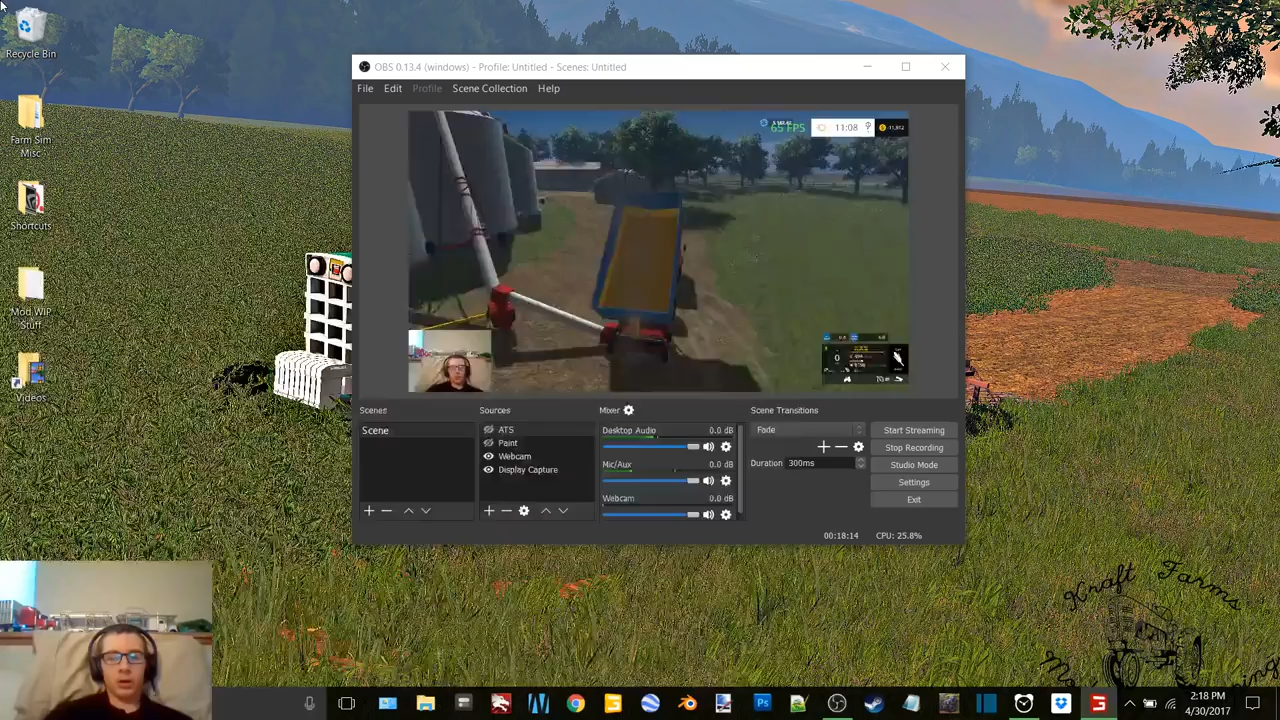 Recycle Bin
Farm Sim
Misc
Shortcuts
Mod WIP
Stuff
Videos
OBS 0.13.4 (windows) - Profile: Untitled - Scenes: Untitled
File Edit Profile Scene Collection Help
65 FPS
11:08
Scenes
Scene
Sources
ATS
Paint
Webcam
Display Capture
Mixer
Desktop Audio 0.0 dB
Mic/Aux 0.0 dB
Webcam 0.0 dB
Scene Transitions
Fade
Duration 300ms
Start Streaming
Stop Recording
Studio Mode
Settings
Exit
00:18:14 CPU: 25.8%
Kraft Farms
2:18 PM
4/30/2017